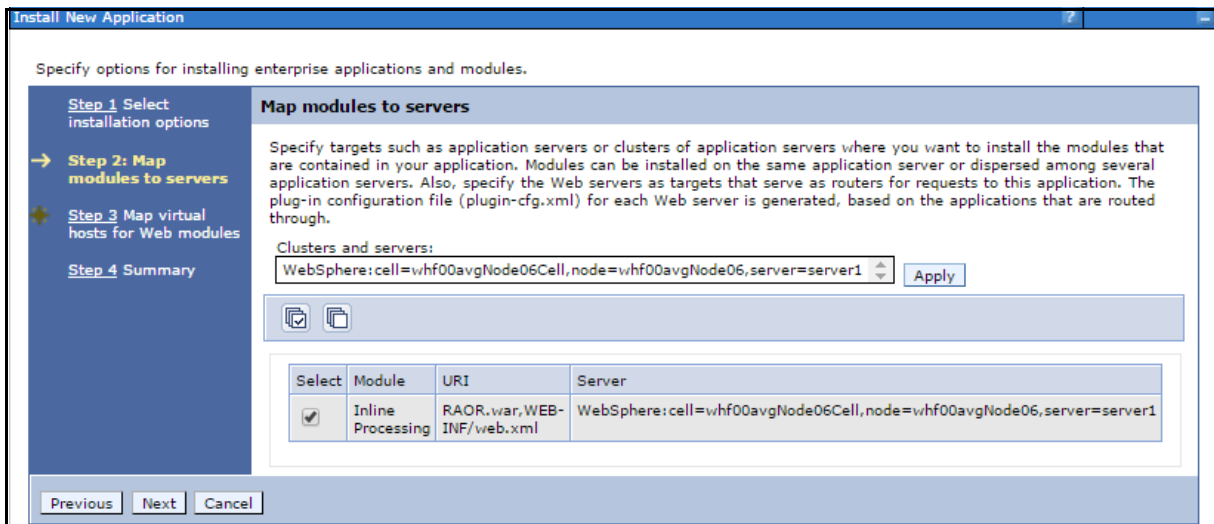 Install New Application
?
Specify options for installing enterprise applications and modules.
Step 1 Select
installation options
Step 2: Map
modules to servers
Step 3 Map virtual
hosts for Web modules
Step 4 Summary
Map modules to servers
Specify targets such as application servers or clusters of application servers where you want to install the modules that
are contained in your application. Modules can be installed on the same application server or dispersed among several
application servers. Also, specify the Web servers as targets that serve as routers for requests to this application. The
plug-in configuration file (plugin-cfg.xml) for each Web server is generated, based on the applications that are routed
through.
Clusters and servers:
WebSphere:cell=whf00avgNode06Cell,node=whf00avgNode06,server=server1
Apply
Select Module URI Server
Inline RAOR.war,WEB- WebSphere:cell=whf00avgNode06Cell,node=whf00avgNode06,server=server1
Processing INF/web.xml
Previous Next Cancel